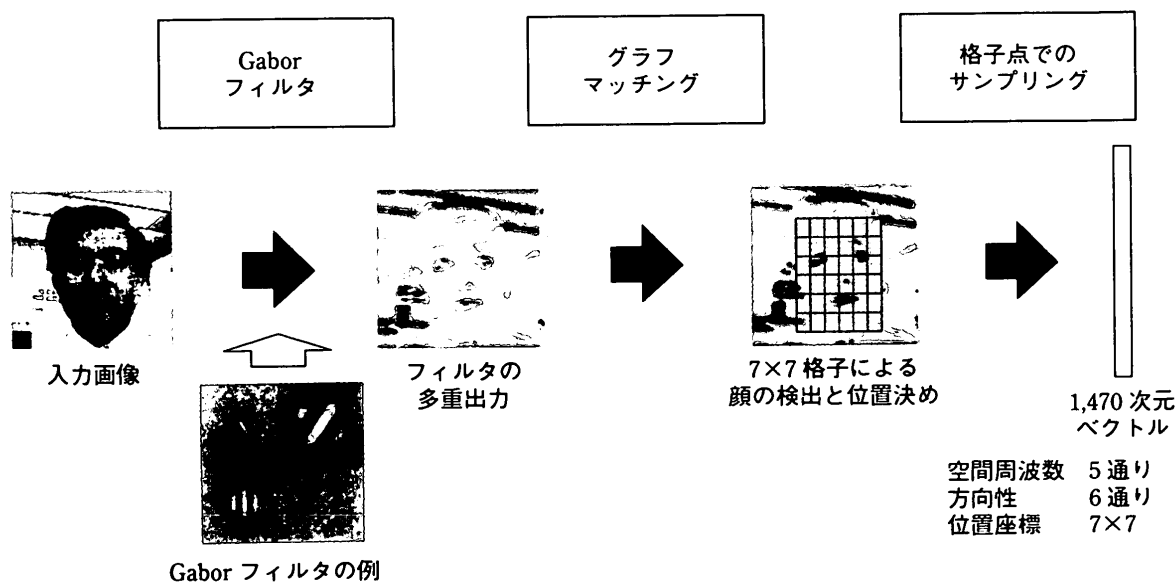 Gabor
フィルタ
グラフ
マッチング
格子点での
サンプリング
入力画像
フィルタの
多重出力
7×7 格子による
顔の検出と位置決め
1,470 次元
ベクトル
空間周波数 5 通り
方向性 6 通り
位置座標 7×7
Gabor フィルタの例